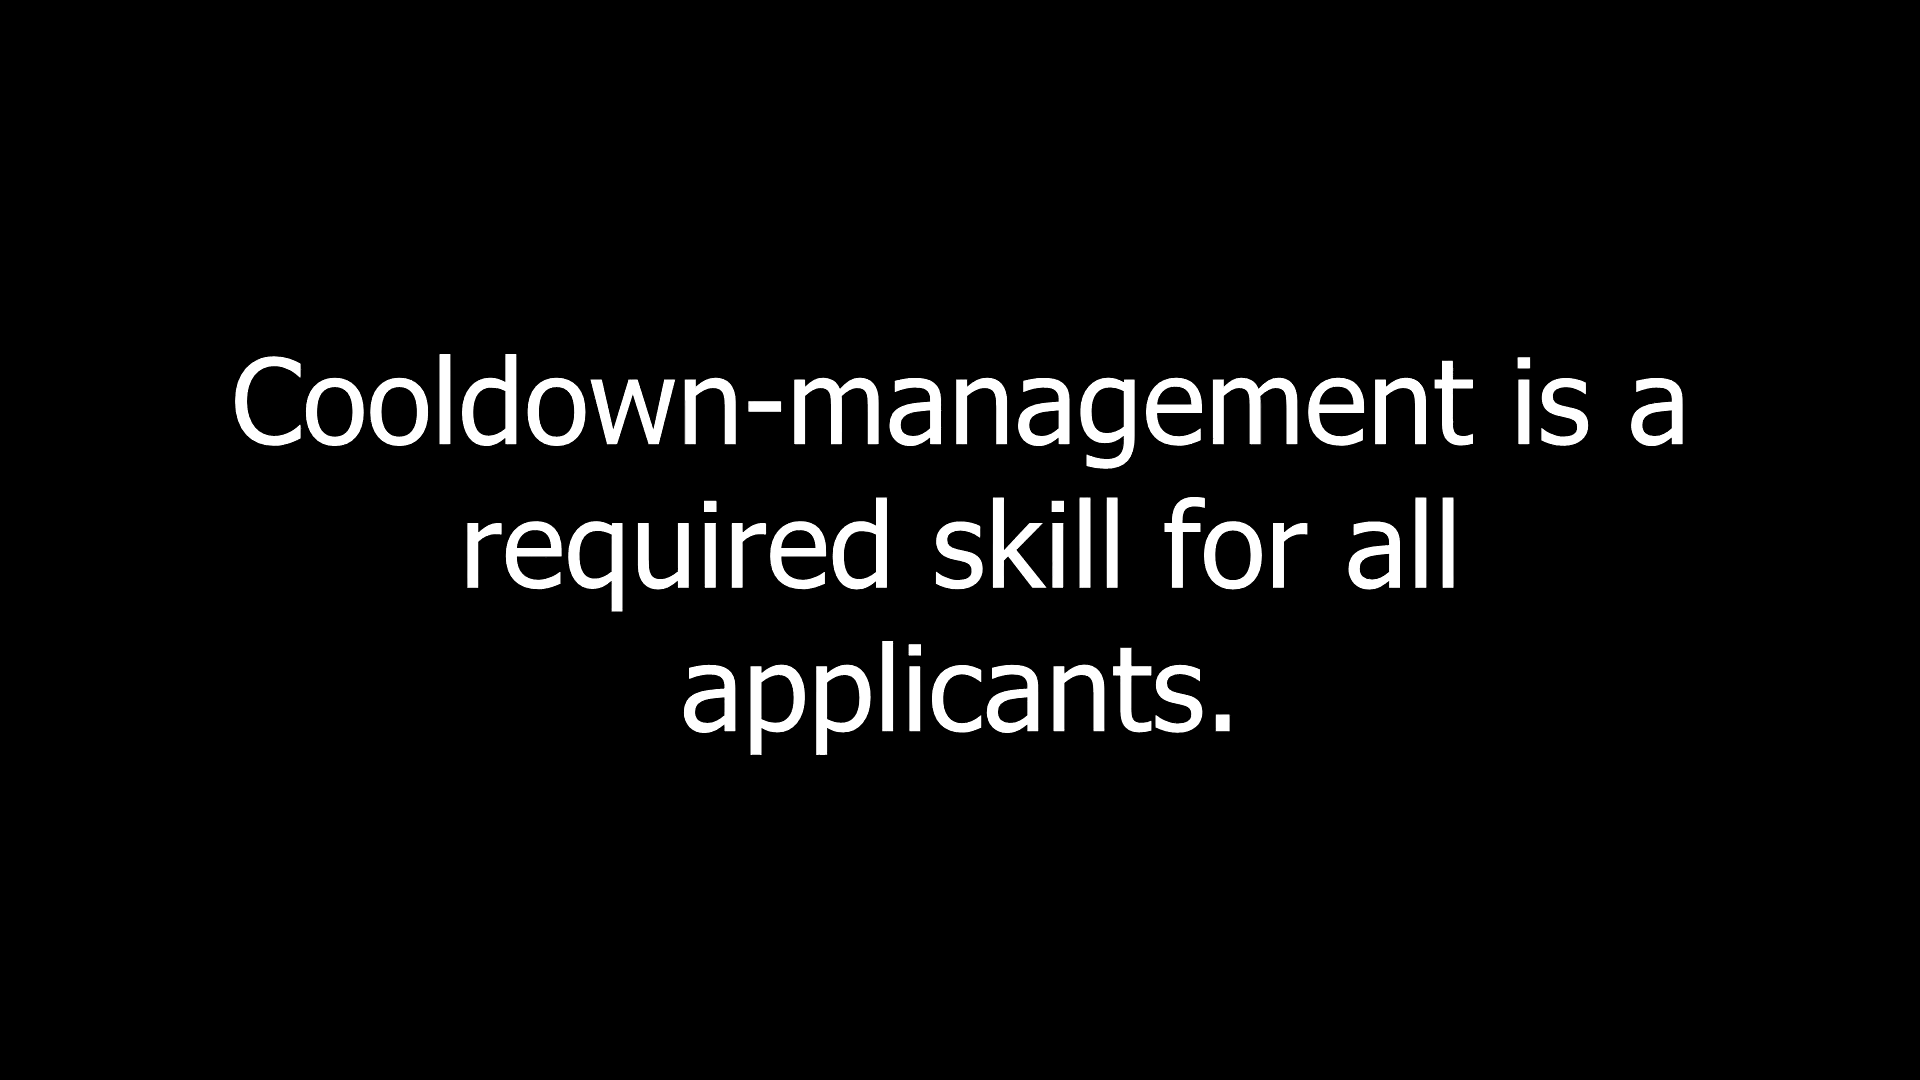 Cooldown-management is a
required skill for all
applicants.